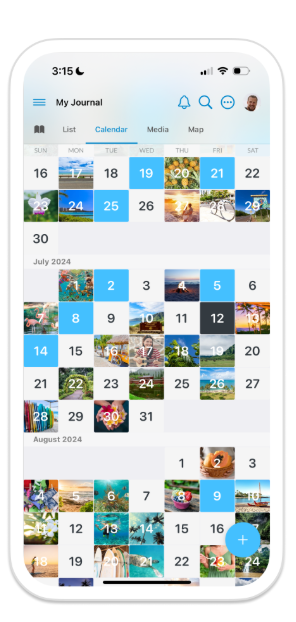 3:15
My Journal
List Calendar Media Map
SUN MON TUE WED THU FRI SAT
16 17 18 19 20 21 22
23 24 25 26 28 29
30
July 2024
1 2 3 4 5 6
7 8 9 10 11 12 13
14 15 16 17 18 19 20
21 22 23 24 25 26 27
28 29 30 31
August 2024
1 2 3
4 5 6 7 8 9 10
11 12 13 14 15 16
18 19 20 21 22 23 24
+